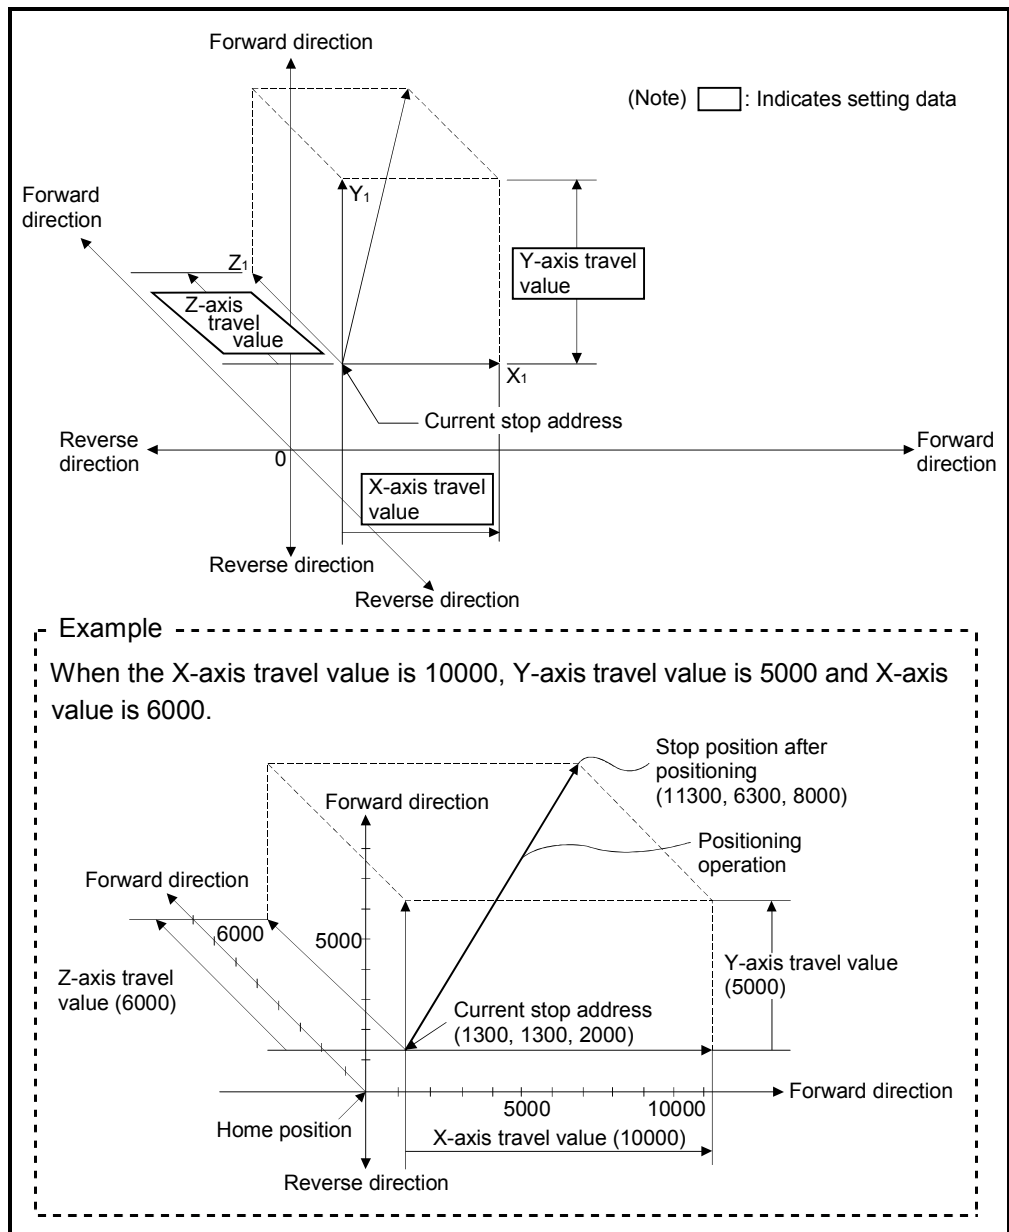 Forward direction
(Note) : Indicates setting data
Forward
direction
Y1
Z1
Y-axis travel
value
Z-axis
travel
value
X1
Current stop address
Reverse
direction
0
Forward
direction
X-axis travel
value
Reverse direction
Reverse direction
Example
When the X-axis travel value is 10000, Y-axis travel value is 5000 and X-axis
value is 6000.
Stop position after
positioning
(11300, 6300, 8000)
Forward direction
Positioning
operation
Forward direction
6000
5000
Z-axis travel
value (6000)
Y-axis travel value
(5000)
Current stop address
(1300, 1300, 2000)
Forward direction
5000
10000
Home position
X-axis travel value (10000)
Reverse direction